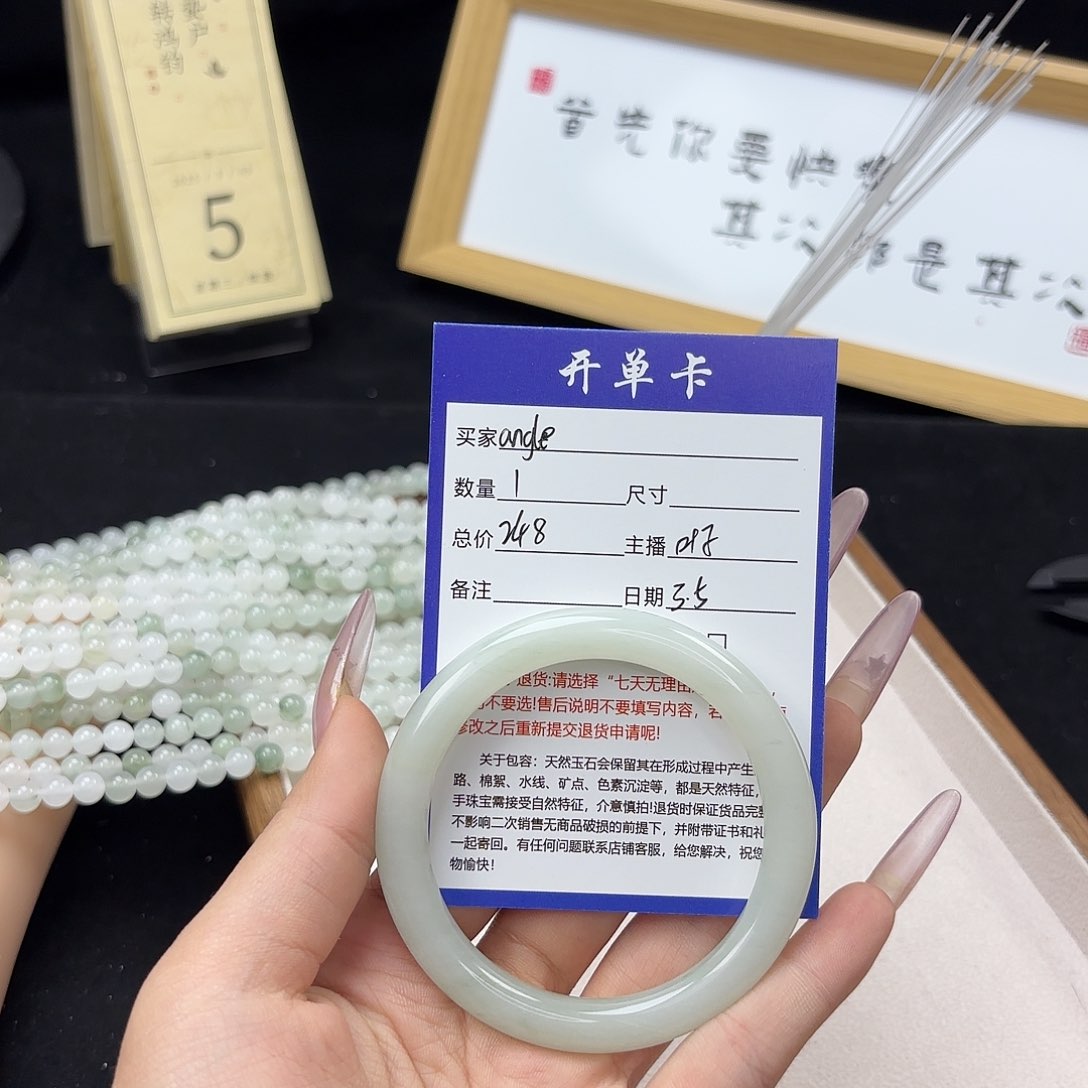 5
首先你要快乐
其次都是其次
开单卡
买家angle
数量1 尺寸
总价248 主播
备注 日期3.5
退货:请选择“七天无理由
不要选!售后说明不要填写内容，
修改之后重新提交退货申请呢!
关于包容：天然玉石会保留其在形成过程中产生
路、棉絮、水线、矿点、色素沉淀等，都是天然特征，
手珠宝需接受自然特征，介意慎拍!退货时保证货品完整
不影响二次销售无商品破损的前提下，并附带证书和礼
一起寄回。有任何问题联系店铺客服，给您解决，祝您
物愉快!